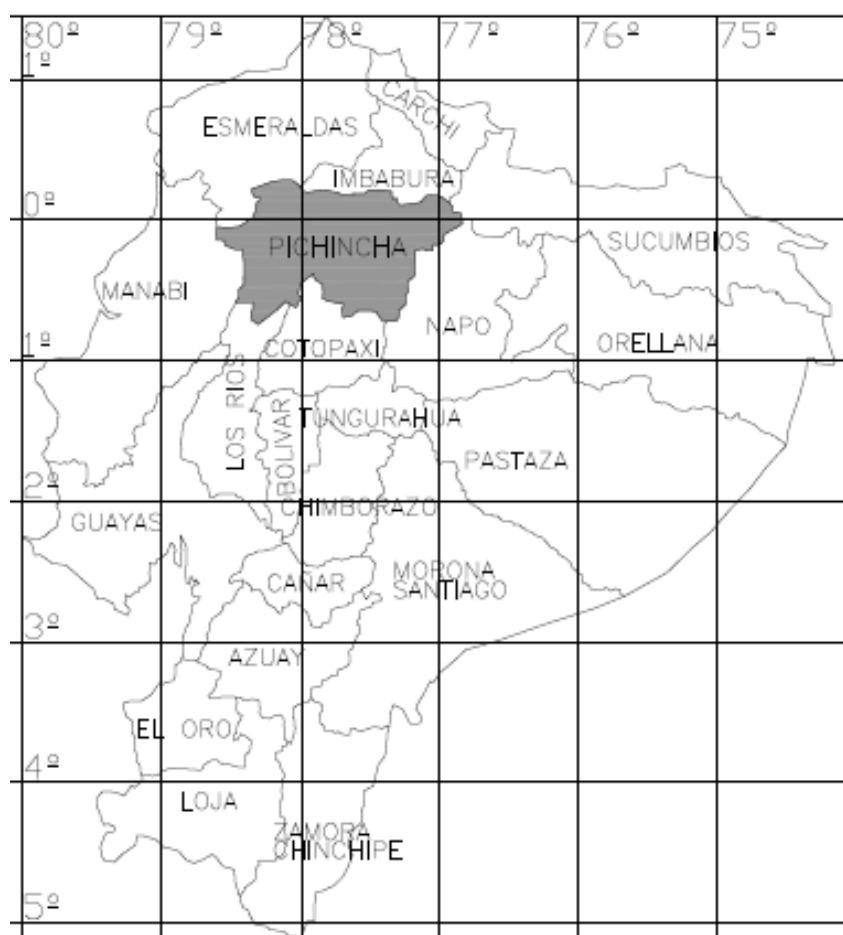 80º 79º 78º 77º 76º 75º
1º
CARCHI
ESMERALDAS
IMBABURA
0º
PICHINCHA
SUCUMBIOS
MANABI
NAPO
ORELLANA
COTOPAXI
1º
LOS RIOS
BOLIVAR
TUNGURAHUA
PASTAZA
2º
CHIMBORAZO
GUAYAS
MORONA
SANTIAGO
CAÑAR
3º
AZUAY
EL ORO
4º
LOJA
ZAMORA
CHINCHIPE
5º